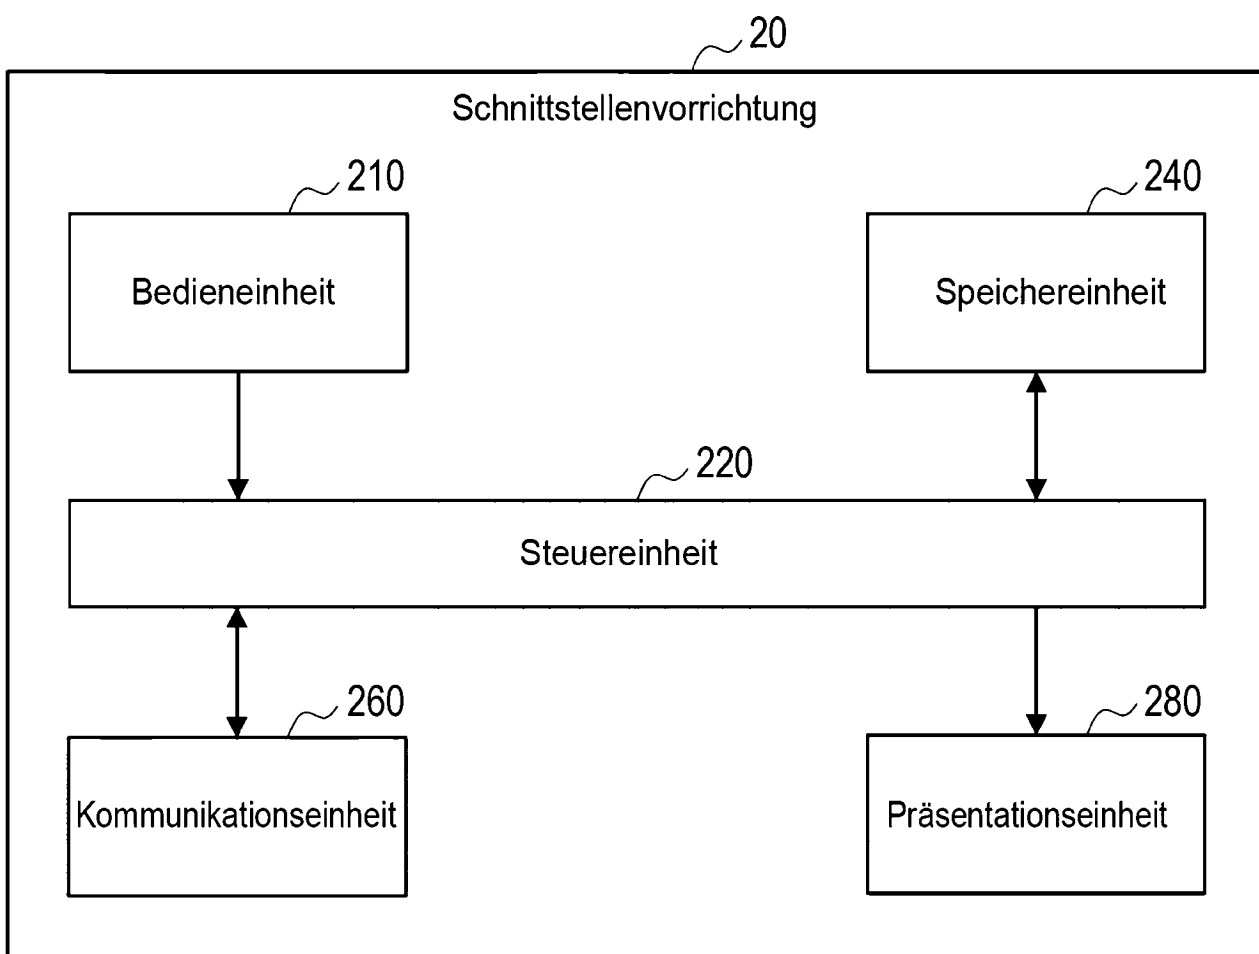 20
Schnittstellenvorrichtung
210
240
Bedieneinheit
Speichereinheit
220
Steuereinheit
260
280
Kommunikationseinheit
Präsentationseinheit